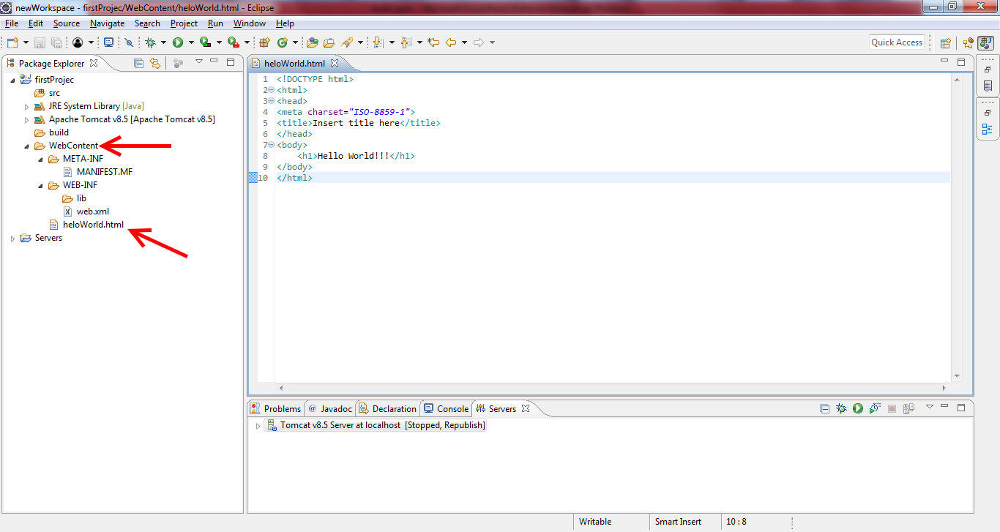 newWorkspace - firstProjec/WebContent/heloWorld.html - Eclipse
File Edit Source Navigate Search Project Run Window Help
Quick Access
Package Explorer
firstProjec
src
JRE System Library [Java]
Apache Tomcat v8.5 [Apache Tomcat v8.5]
build
WebContent
META-INF
MANIFEST.MF
WEB-INF
lib
web.xml
heloWorld.html
Servers
heloWorld.html
1 <!DOCTYPE html>
2 <html>
3 <head>
4 <meta charset="ISO-8859-1">
5 <title>Insert title here</title>
6 </head>
7 <body>
8 <h1>Hello World!!!</h1>
9 </body>
10 </html>
Problems @ Javadoc Declaration Console Servers
Tomcat v8.5 Server at localhost [Stopped, Republish]
Writable Smart Insert 10 : 8